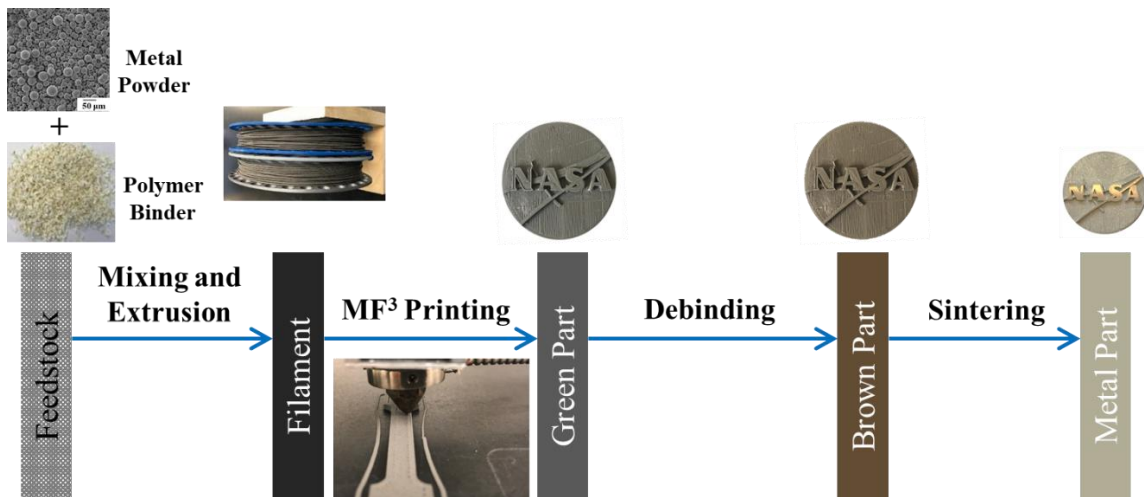 Metal
Powder
50 μm
+
Polymer
Binder
NASA
NASA
NASA
Mixing and
Extrusion
MF³ Printing
Debinding
Sintering
Feedstock
Filament
Green Part
Brown Part
Metal Part